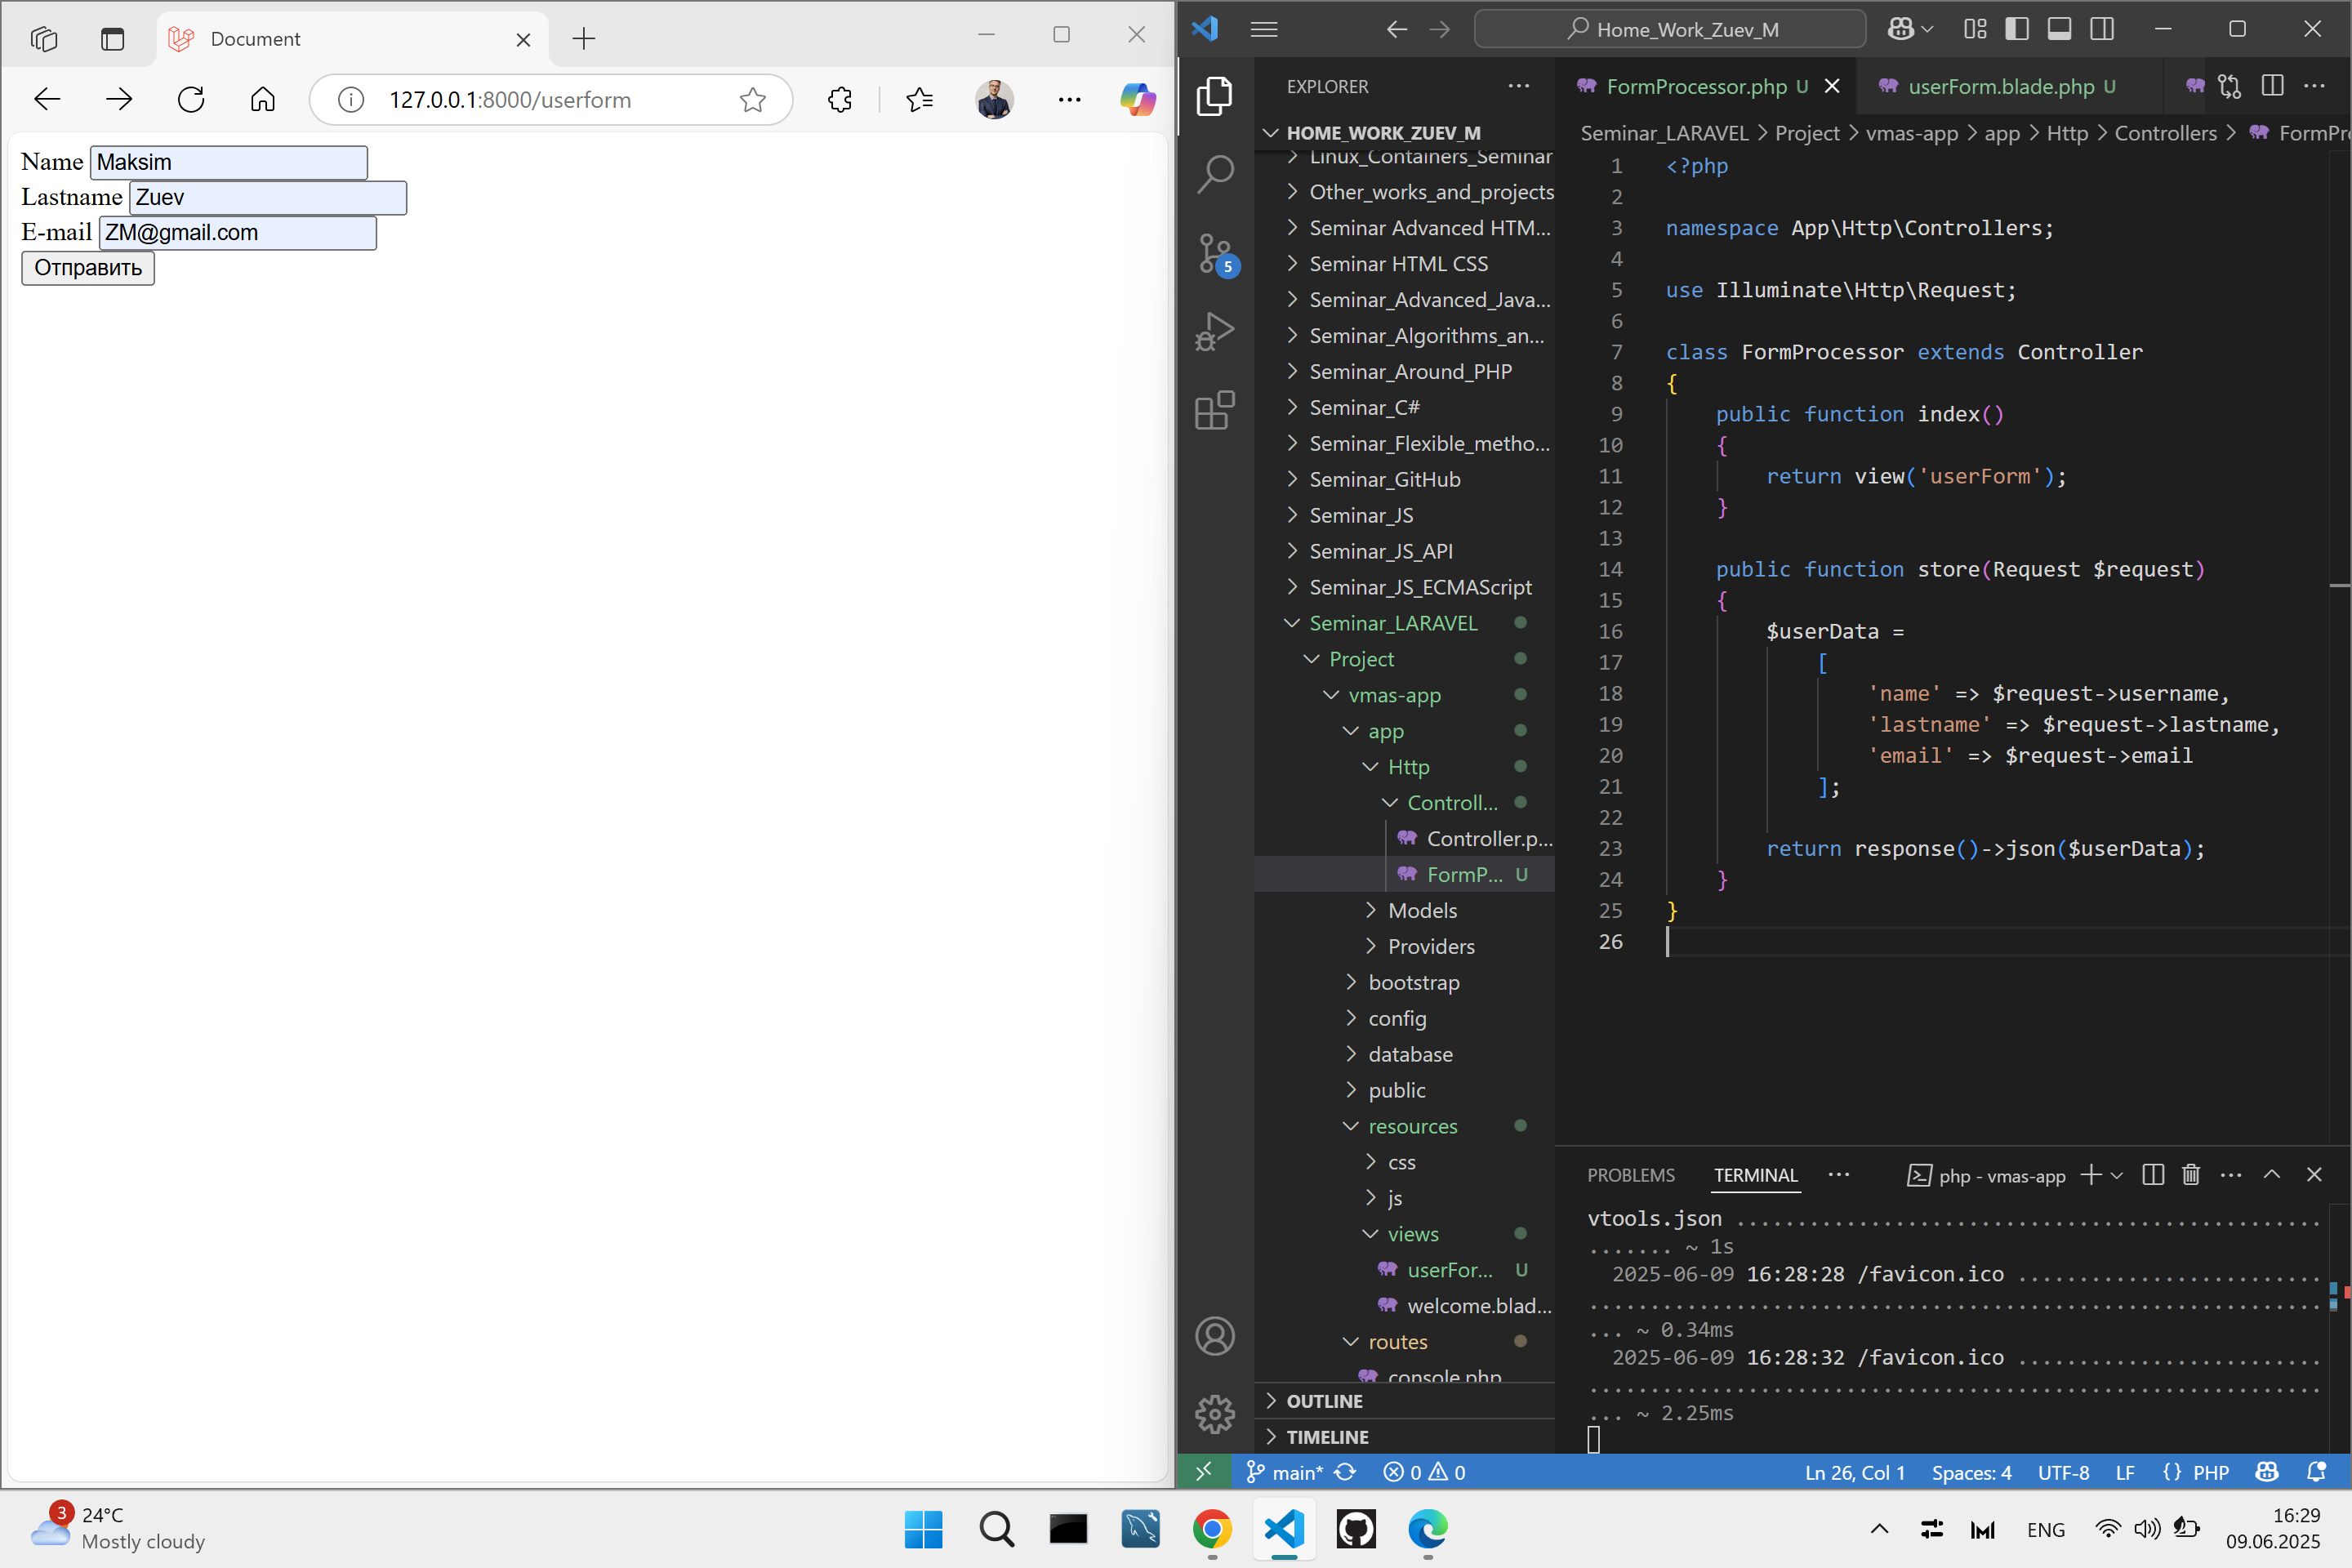 Document
127.0.0.1:8000/userform
Name Maksim
Lastname Zuev
E-mail ZM@gmail.com
Отправить
Home_Work_Zuev_M
EXPLORER
HOME_WORK_ZUEV_M
Linux_Containers_Seminar
Other_works_and_projects
Seminar Advanced HTM...
Seminar HTML CSS
Seminar_Advanced_Java...
Seminar_Algorithms_an...
Seminar_Around_PHP
Seminar_C#
Seminar_Flexible_metho...
Seminar_GitHub
Seminar_JS
Seminar_JS_API
Seminar_JS_ECMAScript
Seminar_LARAVEL
Project
vmas-app
app
Http
Controll...
Controller.p...
FormP... U
Models
Providers
bootstrap
config
database
public
resources
css
js
views
userFor... U
welcome.blad...
routes
console.php
OUTLINE
TIMELINE
5
FormProcessor.php U
userForm.blade.php U
Seminar_LARAVEL > Project > vmas-app > app > Http > Controllers > FormPr
1 <?php
2
3 namespace App\Http\Controllers;
4
5 use Illuminate\Http\Request;
6
7 class FormProcessor extends Controller
8 {
9 public function index()
10 {
11 return view('userForm');
12 }
13
14 public function store(Request $request)
15 {
16 $userData =
17 [
18 'name' => $request->username,
19 'lastname' => $request->lastname,
20 'email' => $request->email
21 ];
22
23 return response()->json($userData);
24 }
25 }
26
PROBLEMS TERMINAL ... php - vmas-app
vtools.json ...............................................
....... ~ 1s
2025-06-09 16:28:28 /favicon.ico .........................
............................................................
... ~ 0.34ms
2025-06-09 16:28:32 /favicon.ico .........................
............................................................
... ~ 2.25ms
main* 0 0 Ln 26, Col 1 Spaces: 4 UTF-8 LF {} PHP
3
24°C
Mostly cloudy
ENG
16:29
09.06.2025